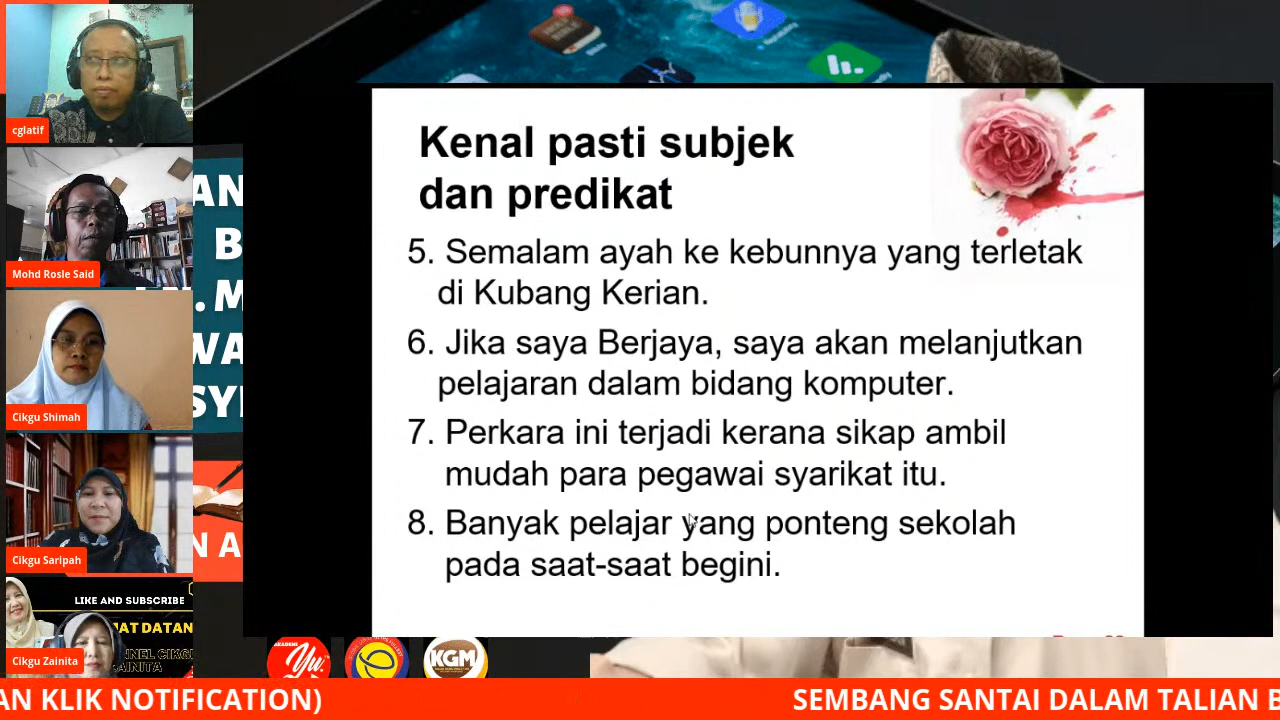 cglatif
Mohd Rosle Said
Cikgu Shimah
Cikgu Saripah
LIKE AND SUBSCRIBE
Cikgu Zainita
Kenal pasti subjek
dan predikat
5. Semalam ayah ke kebunnya yang terletak
di Kubang Kerian.
6. Jika saya Berjaya, saya akan melanjutkan
pelajaran dalam bidang komputer.
7. Perkara ini terjadi kerana sikap ambil
mudah para pegawai syarikat itu.
8. Banyak pelajar yang ponteng sekolah
pada saat-saat begini.
KGM
AN KLIK NOTIFICATION)
SEMBANG SANTAI DALAM TALIAN B